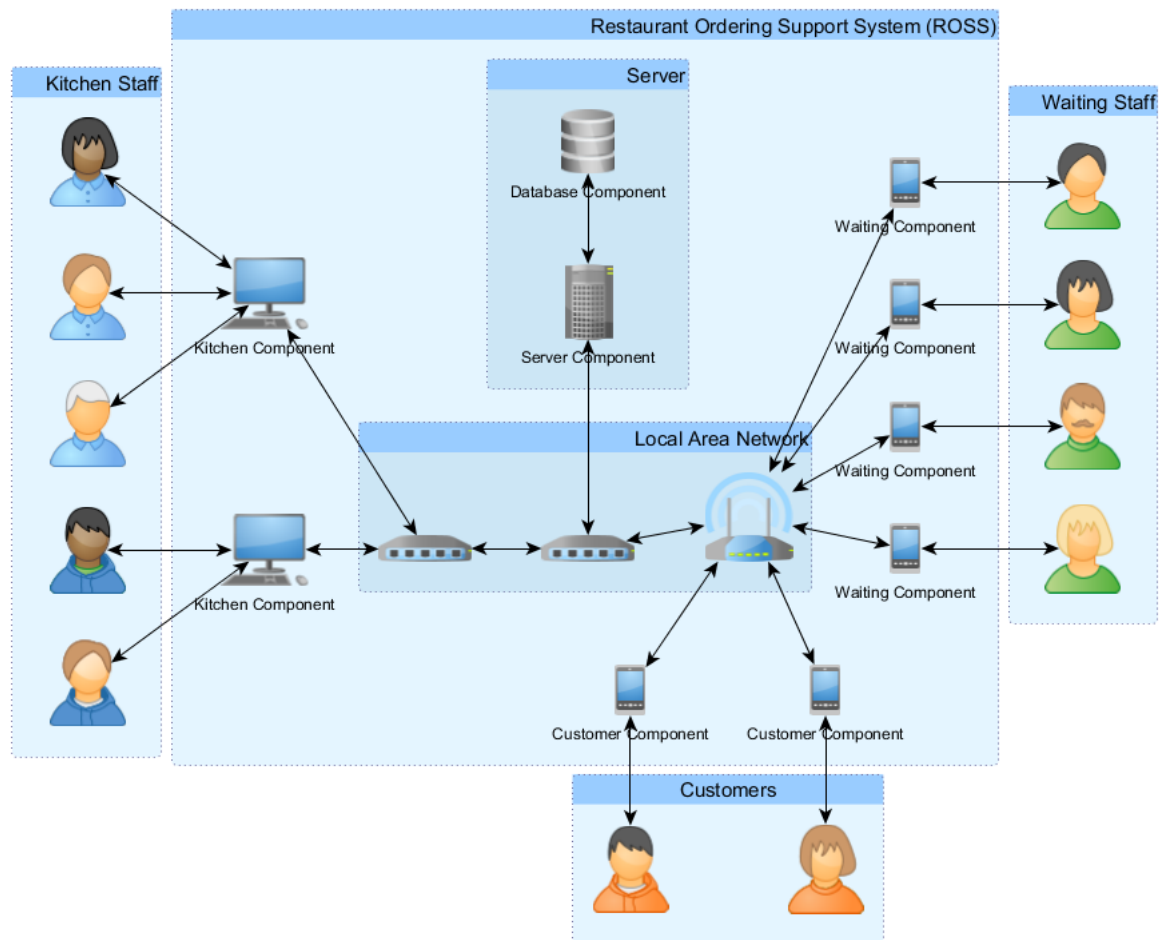 Restaurant Ordering Support System (ROSS)
Kitchen Staff
Server
Waiting Staff
Database Component
Waiting Component
Kitchen Component
Server Component
Waiting Component
Local Area Network
Waiting Component
Kitchen Component
Waiting Component
Customer Component
Customer Component
Customers